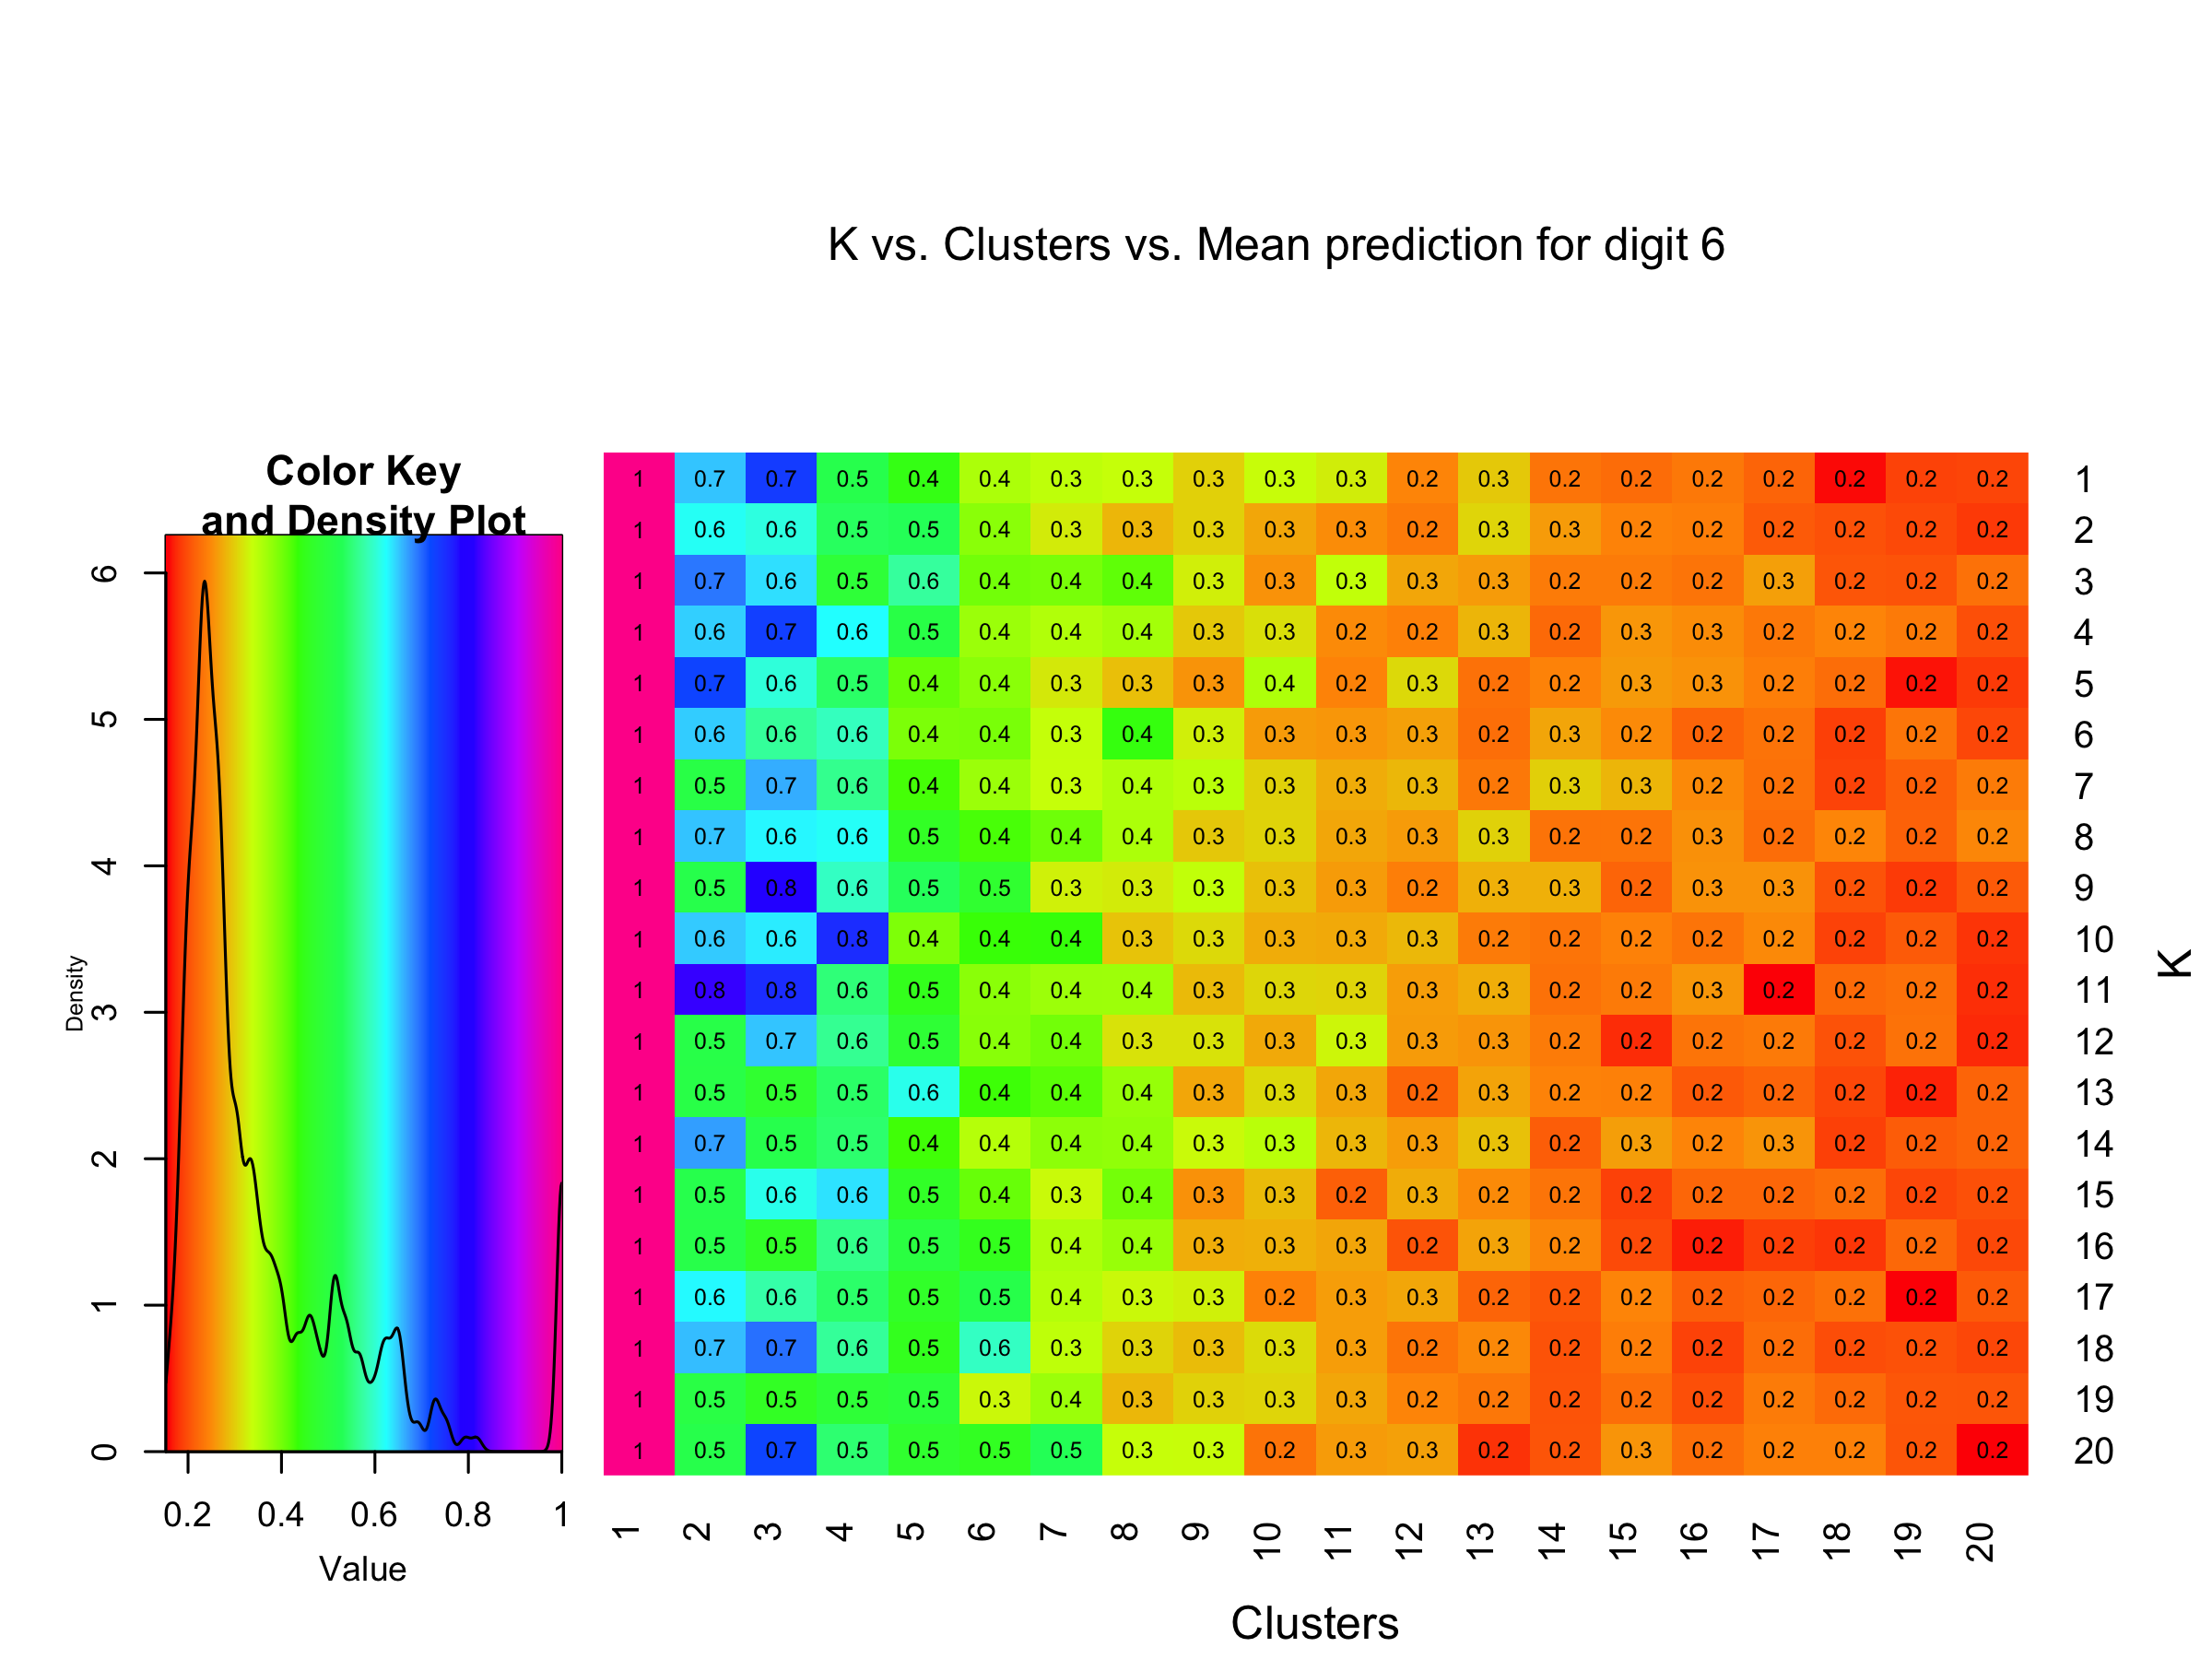 K vs. Clusters vs. Mean prediction for digit 6
Color Key
and Density Plot
Density
0 1 2 3 4 5 6
0.2 0.4 0.6 0.8 1
Value
1 0.7 0.7 0.5 0.4 0.4 0.3 0.3 0.3 0.3 0.3 0.2 0.3 0.2 0.2 0.2 0.2 0.2 0.2 0.2 1
1 0.6 0.6 0.5 0.5 0.4 0.3 0.3 0.3 0.3 0.3 0.2 0.3 0.3 0.2 0.2 0.2 0.2 0.2 0.2 2
1 0.7 0.6 0.5 0.6 0.4 0.4 0.4 0.3 0.3 0.3 0.3 0.3 0.2 0.2 0.2 0.3 0.2 0.2 0.2 3
1 0.6 0.7 0.6 0.5 0.4 0.4 0.4 0.3 0.3 0.2 0.2 0.3 0.2 0.3 0.3 0.2 0.2 0.2 0.2 4
1 0.7 0.6 0.5 0.4 0.4 0.3 0.3 0.3 0.4 0.2 0.3 0.2 0.2 0.3 0.3 0.2 0.2 0.2 0.2 5
1 0.6 0.6 0.6 0.4 0.4 0.3 0.4 0.3 0.3 0.3 0.3 0.2 0.3 0.2 0.2 0.2 0.2 0.2 0.2 6
1 0.5 0.7 0.6 0.4 0.4 0.3 0.4 0.3 0.3 0.3 0.3 0.2 0.3 0.3 0.2 0.2 0.2 0.2 0.2 7
1 0.7 0.6 0.6 0.5 0.4 0.4 0.4 0.3 0.3 0.3 0.3 0.3 0.2 0.2 0.3 0.2 0.2 0.2 0.2 8
1 0.5 0.8 0.6 0.5 0.5 0.3 0.3 0.3 0.3 0.3 0.2 0.3 0.3 0.2 0.3 0.3 0.2 0.2 0.2 9
1 0.6 0.6 0.8 0.4 0.4 0.4 0.3 0.3 0.3 0.3 0.3 0.2 0.2 0.2 0.2 0.2 0.2 0.2 0.2 10
1 0.8 0.8 0.6 0.5 0.4 0.4 0.4 0.3 0.3 0.3 0.3 0.3 0.2 0.2 0.3 0.2 0.2 0.2 0.2 11
1 0.5 0.7 0.6 0.5 0.4 0.4 0.3 0.3 0.3 0.3 0.3 0.3 0.2 0.2 0.2 0.2 0.2 0.2 0.2 12
1 0.5 0.5 0.5 0.6 0.4 0.4 0.4 0.3 0.3 0.3 0.2 0.3 0.2 0.2 0.2 0.2 0.2 0.2 0.2 13
1 0.7 0.5 0.5 0.4 0.4 0.4 0.4 0.3 0.3 0.3 0.3 0.3 0.2 0.3 0.2 0.3 0.2 0.2 0.2 14
1 0.5 0.6 0.6 0.5 0.4 0.3 0.4 0.3 0.3 0.2 0.3 0.2 0.2 0.2 0.2 0.2 0.2 0.2 0.2 15
1 0.5 0.5 0.6 0.5 0.5 0.4 0.4 0.3 0.3 0.3 0.2 0.3 0.2 0.2 0.2 0.2 0.2 0.2 0.2 16
1 0.6 0.6 0.5 0.5 0.5 0.4 0.3 0.3 0.2 0.3 0.3 0.2 0.2 0.2 0.2 0.2 0.2 0.2 0.2 17
1 0.7 0.7 0.6 0.5 0.6 0.3 0.3 0.3 0.3 0.3 0.2 0.2 0.2 0.2 0.2 0.2 0.2 0.2 0.2 18
1 0.5 0.5 0.5 0.5 0.3 0.4 0.3 0.3 0.3 0.3 0.2 0.2 0.2 0.2 0.2 0.2 0.2 0.2 0.2 19
1 0.5 0.7 0.5 0.5 0.5 0.5 0.3 0.3 0.2 0.3 0.3 0.2 0.2 0.3 0.2 0.2 0.2 0.2 0.2 20
K
1 2 3 4 5 6 7 8 9 10 11 12 13 14 15 16 17 18 19 20
Clusters